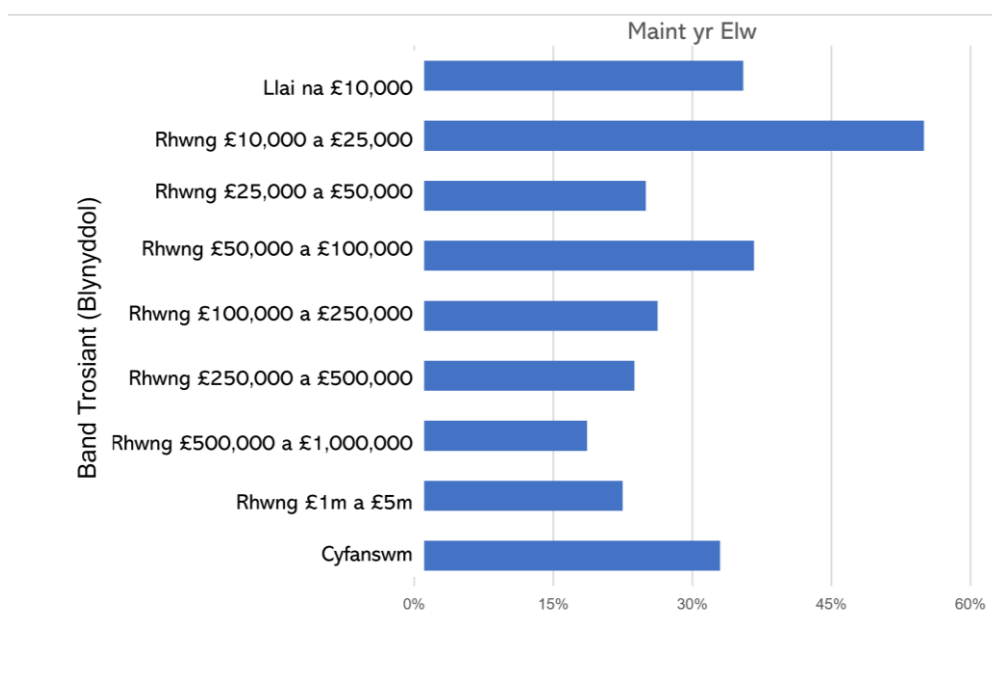 Maint yr Elw
Llai na £10,000
Rhwng £10,000 a £25,000
Rhwng £25,000 a £50,000
Rhwng £50,000 a £100,000
Rhwng £100,000 a £250,000
Rhwng £250,000 a £500,000
Rhwng £500,000 a £1,000,000
Rhwng £1m a £5m
Cyfanswm
Band Trosiant (Blynyddol)
0% 15% 30% 45% 60%